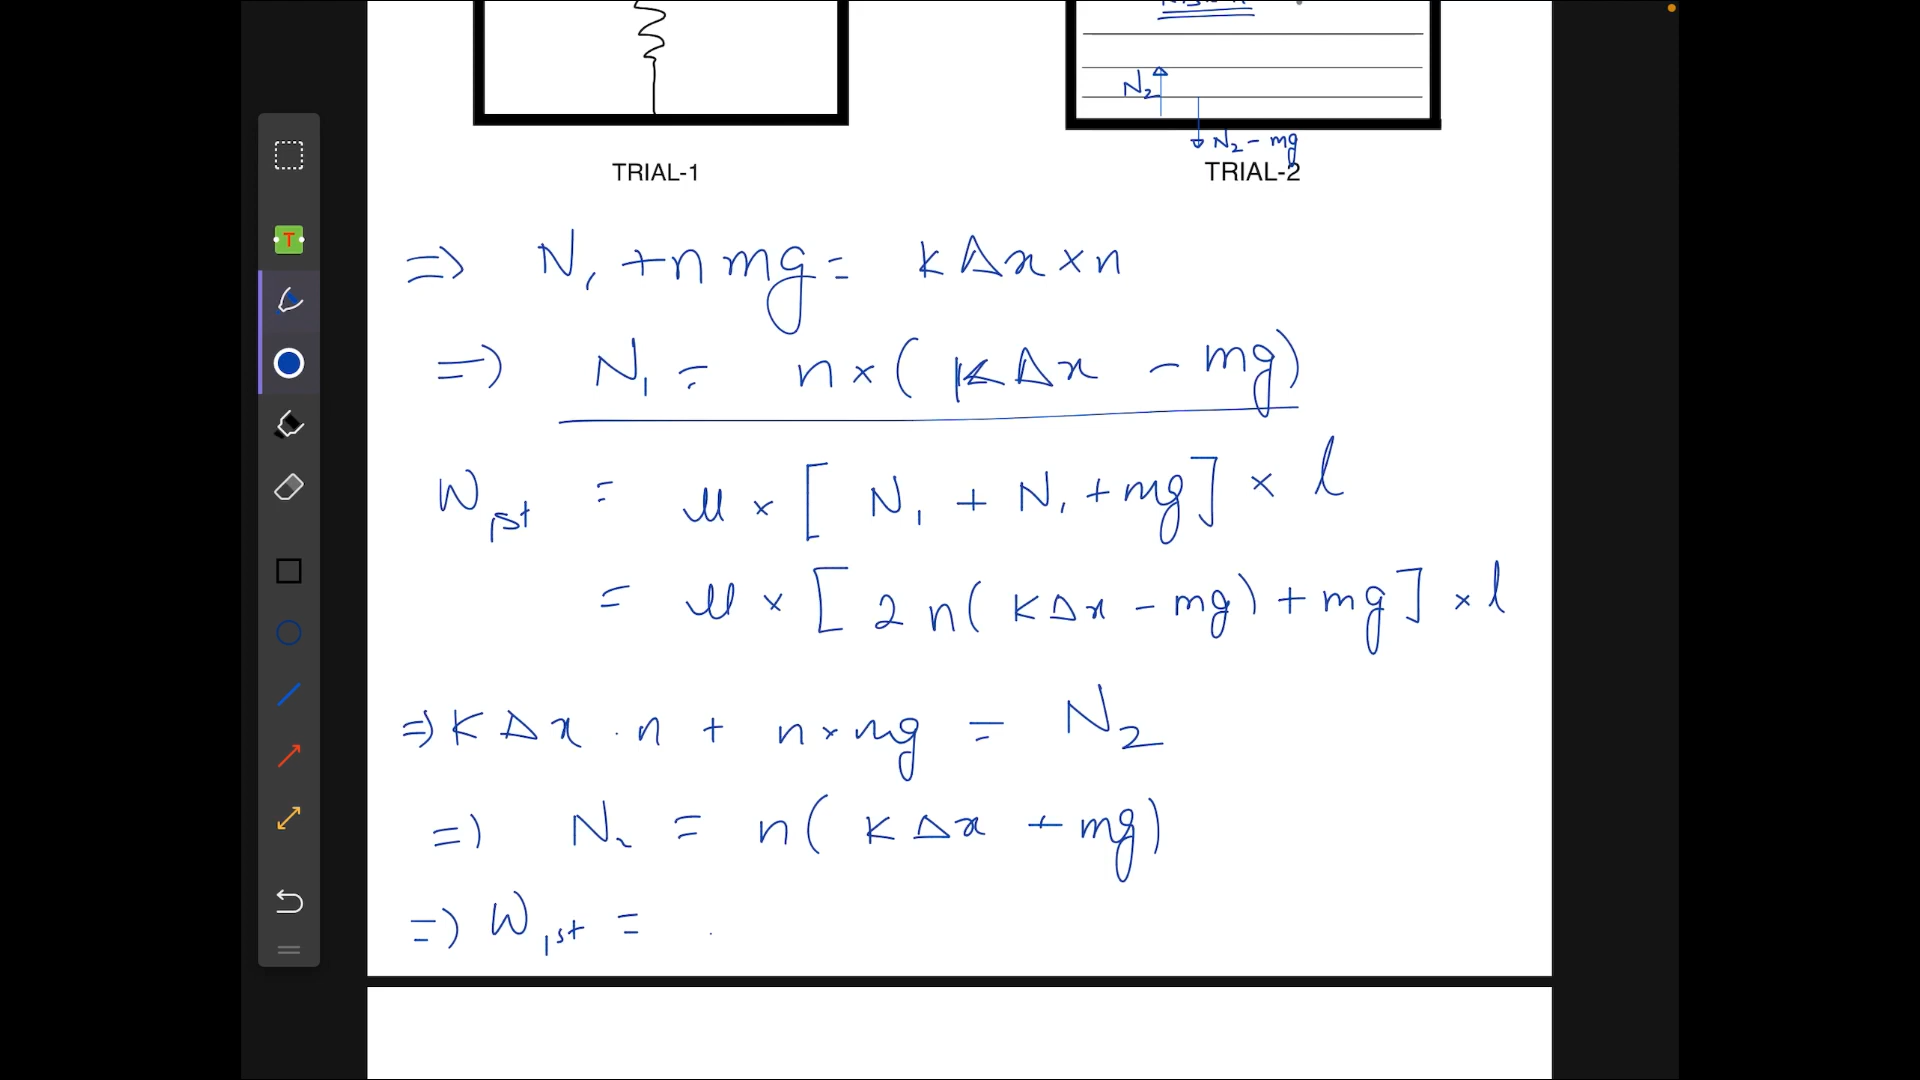 N₂
N₂ - mg
TRIAL-1
TRIAL-2
⇒ N₁ + n mg = kΔx × n
⇒ N₁ = n × ( KΔx - mg)
W₁st = μ × [ N₁ + N₁ + mg ] × l
= μ × [ 2 n( KΔx - mg) + mg ] × l
⇒ KΔx . n + n × mg = N₂
⇒ N₂ = n( KΔx + mg)
⇒ W₁st =
T